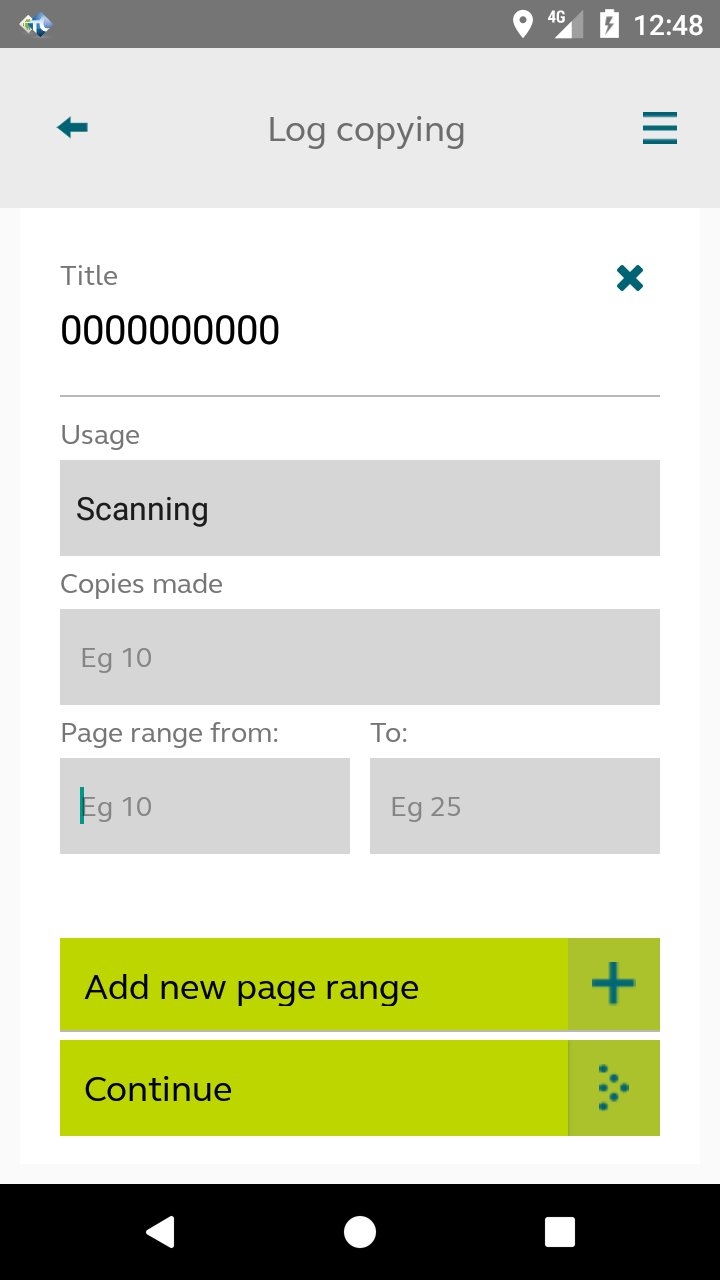 4G 12:48
Log copying
Title
0000000000
Usage
Scanning
Copies made
Eg 10
Page range from: To:
Eg 10 Eg 25
Add new page range
Continue